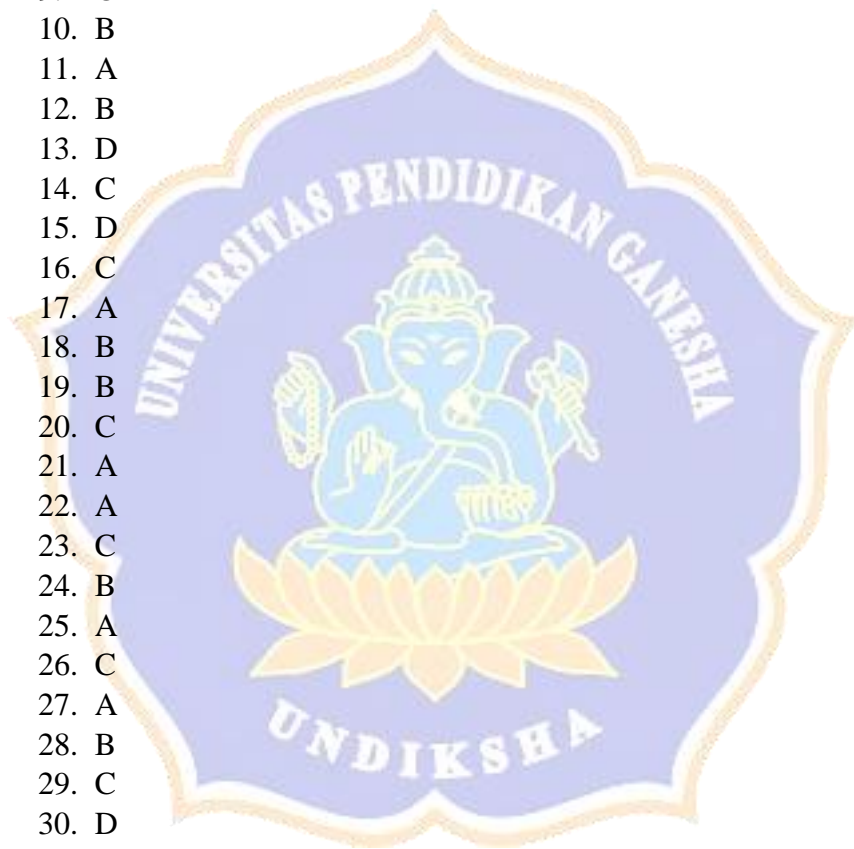 10. B
11. A
12. B
13. D
14. C
15. D
16. C
17. A
18. B
19. B
20. C
21. A
22. A
23. C
24. B
25. A
26. C
27. A
28. B
29. C
30. D
UNIVERSITAS PENDIDIKAN GANESHA
UNDIKSHA